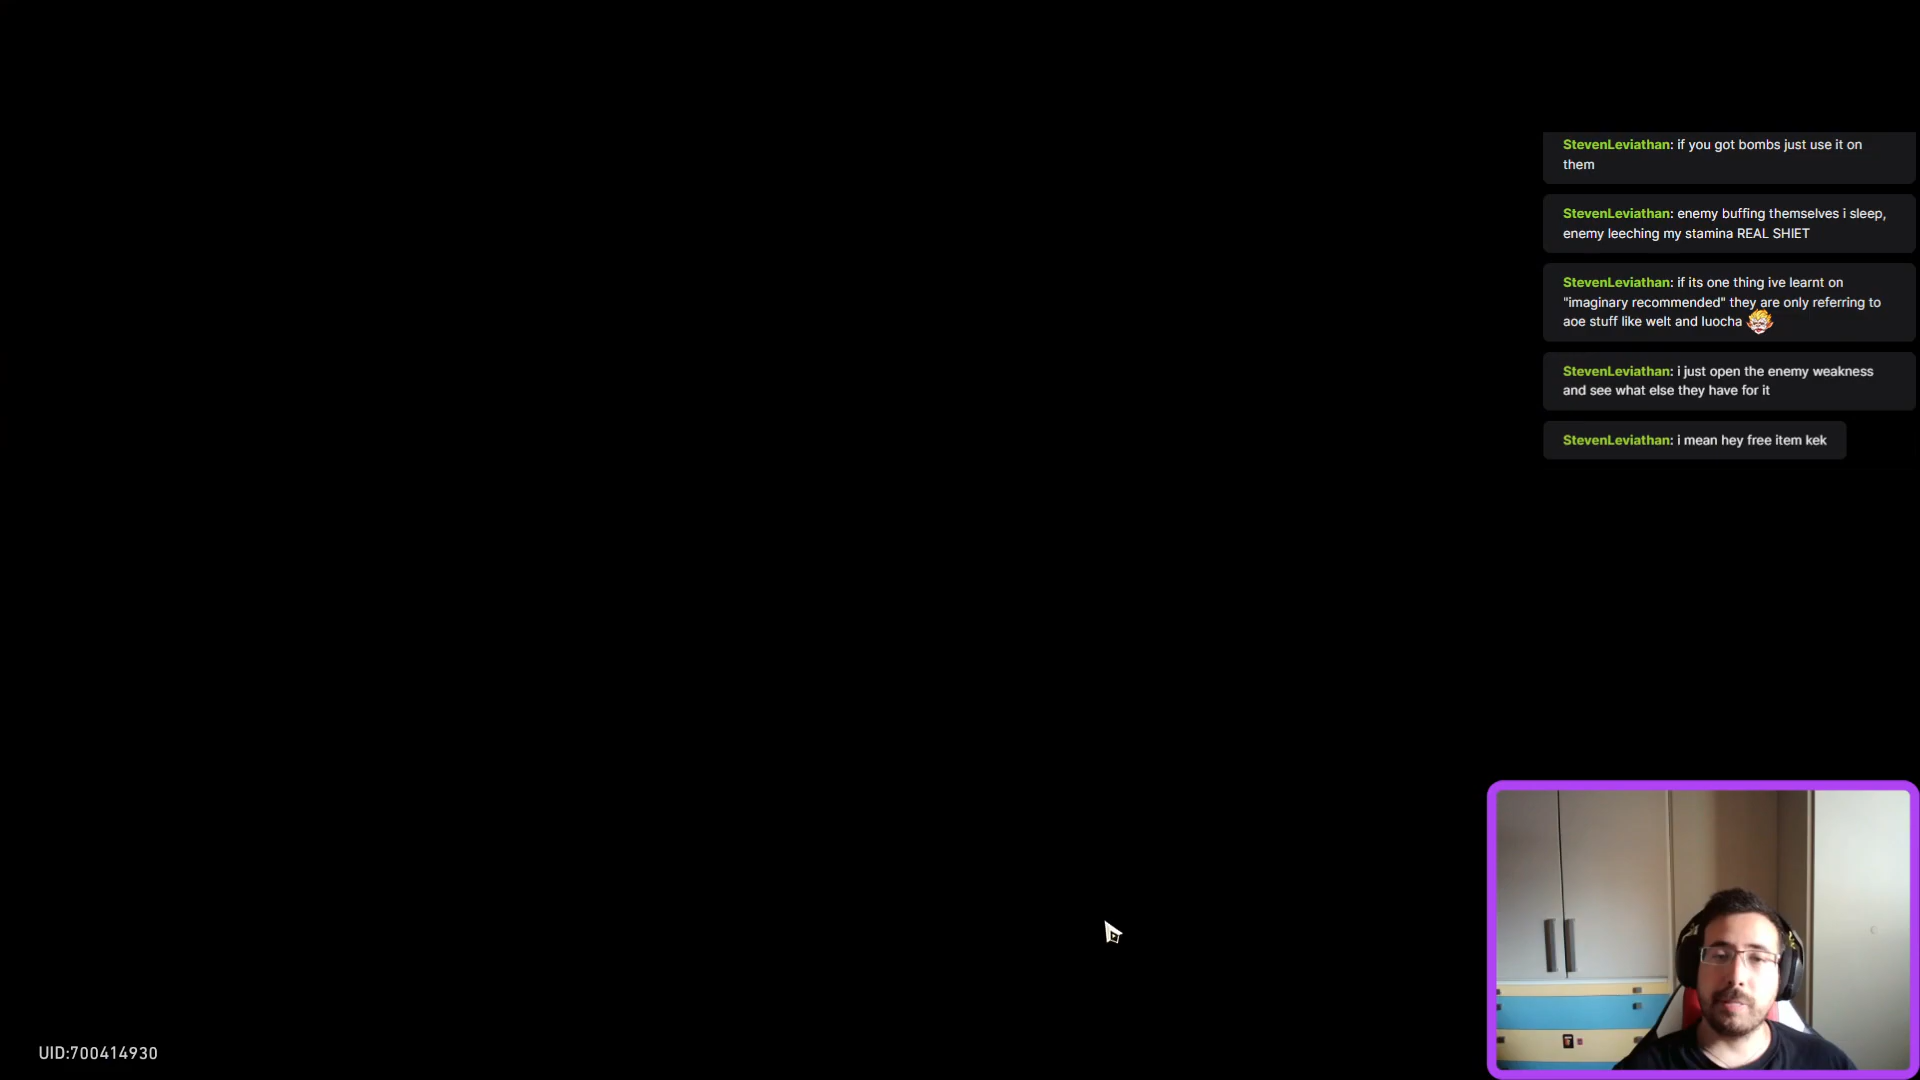 StevenLeviathan: if you got bombs just use it on
them
StevenLeviathan: enemy buffing themselves i sleep,
enemy leeching my stamina REAL SHIET
StevenLeviathan: if its one thing ive learnt on
"imaginary recommended" they are only referring to
aoe stuff like welt and luocha
StevenLeviathan: i just open the enemy weakness
and see what else they have for it
StevenLeviathan: i mean hey free item kek
UID:700414930